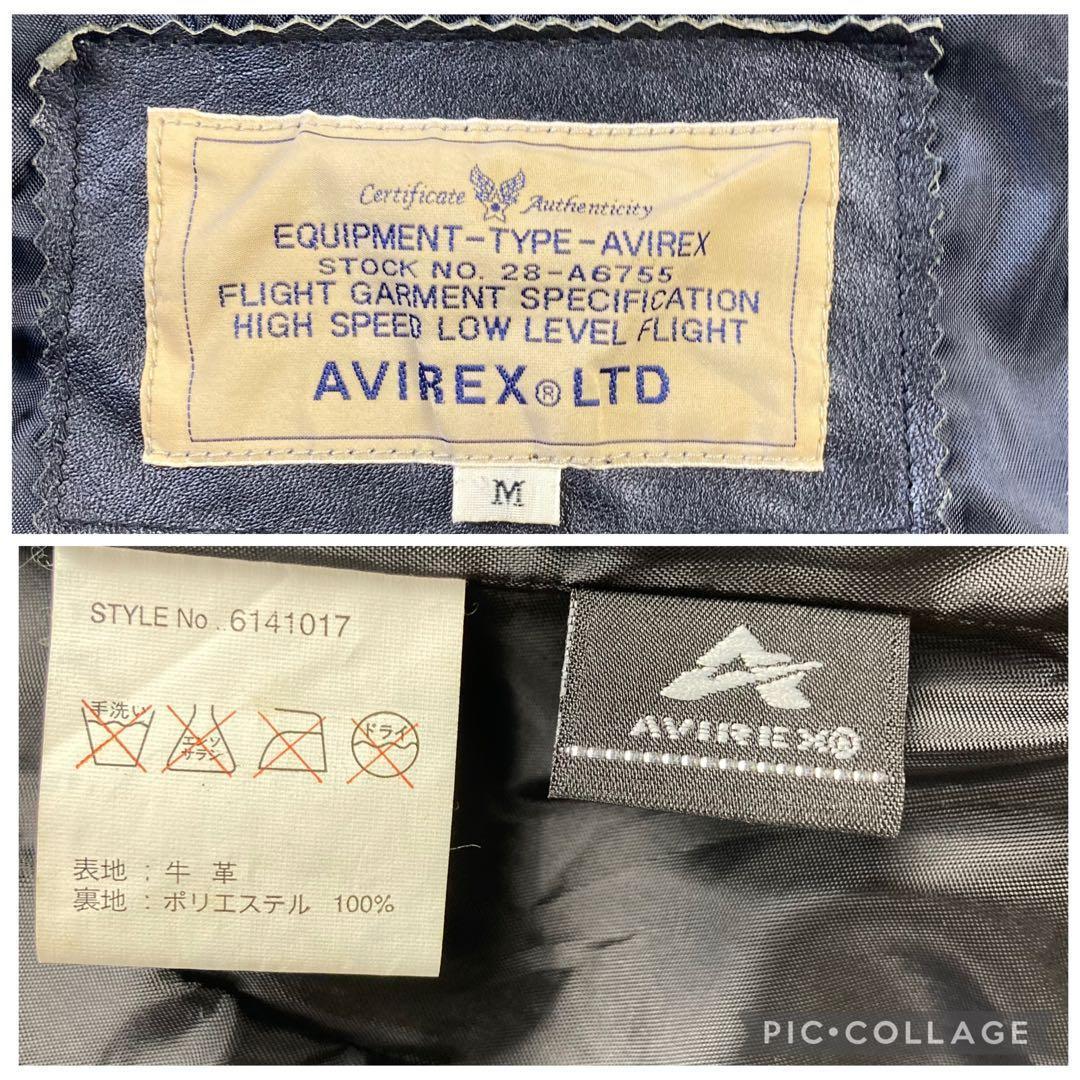 Certificate Authenticity
EQUIPMENT-TYPE-AVIREX
STOCK NO. 28-A6755
FLIGHT GARMENT SPECIFICATION
HIGH SPEED LOW LEVEL FLIGHT
AVIREX® LTD
M
STYLE No. 6141017
手洗い
エンソ
サラシ
ドライ
表地:牛革
裏地:ポリエステル 100%
AVIREX®
PIC•COLLAGE